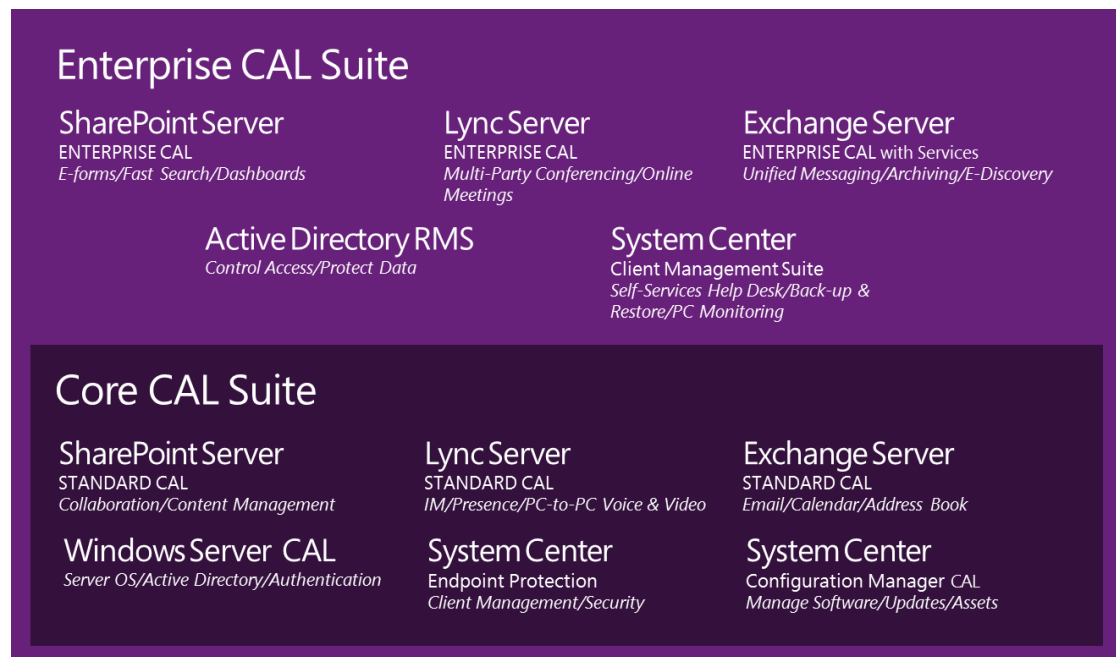 Enterprise CAL Suite
SharePoint Server
ENTERPRISE CAL
E-forms/Fast Search/Dashboards
Lync Server
ENTERPRISE CAL
Multi-Party Conferencing/Online
Meetings
Exchange Server
ENTERPRISE CAL with Services
Unified Messaging/Archiving/E-Discovery
Active Directory RMS
Control Access/Protect Data
System Center
Client Management Suite
Self-Services Help Desk/Back-up &
Restore/PC Monitoring
Core CAL Suite
SharePoint Server
STANDARD CAL
Collaboration/Content Management
Lync Server
STANDARD CAL
IM/Presence/PC-to-PC Voice & Video
Exchange Server
STANDARD CAL
Email/Calendar/Address Book
Windows Server CAL
Server OS/Active Directory/Authentication
System Center
Endpoint Protection
Client Management/Security
System Center
Configuration Manager CAL
Manage Software/Updates/Assets